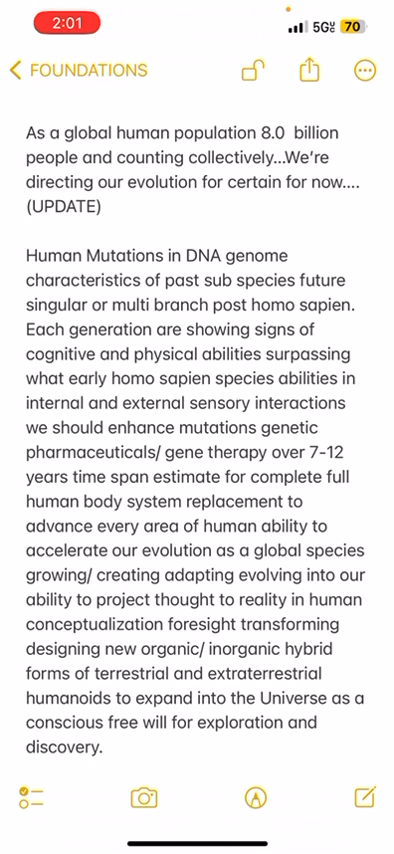 2:01
5GUC 70
FOUNDATIONS
As a global human population 8.0 billion
people and counting collectively...We're
directing our evolution for certain for now....
(UPDATE)
Human Mutations in DNA genome
characteristics of past sub species future
singular or multi branch post homo sapien.
Each generation are showing signs of
cognitive and physical abilities surpassing
what early homo sapien species abilities in
internal and external sensory interactions
we should enhance mutations genetic
pharmaceuticals/ gene therapy over 7-12
years time span estimate for complete full
human body system replacement to
advance every area of human ability to
accelerate our evolution as a global species
growing/ creating adapting evolving into our
ability to project thought to reality in human
conceptualization foresight transforming
designing new organic/ inorganic hybrid
forms of terrestrial and extraterrestrial
humanoids to expand into the Universe as a
conscious free will for exploration and
discovery.